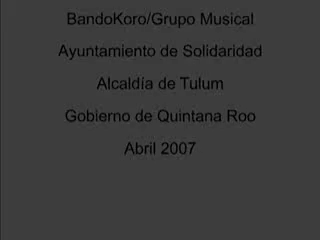 BandoKoro/Grupo Musical
Ayuntamiento de Solidaridad
Alcaldía de Tulum
Gobierno de Quintana Roo
Abril 2007